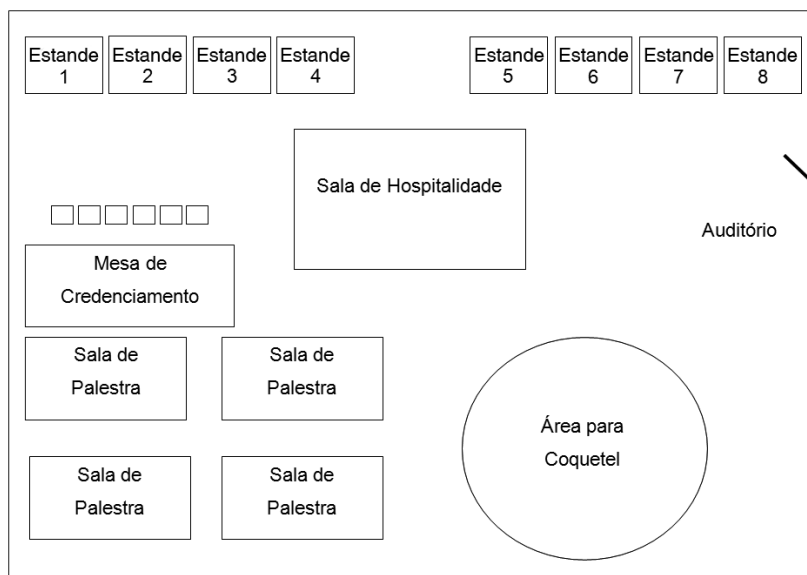 Estande
1
Estande
2
Estande
3
Estande
4
Estande
5
Estande
6
Estande
7
Estande
8
Sala de Hospitalidade
Auditório
Mesa de
Credenciamento
Sala de
Palestra
Sala de
Palestra
Área para
Coquetel
Sala de
Palestra
Sala de
Palestra